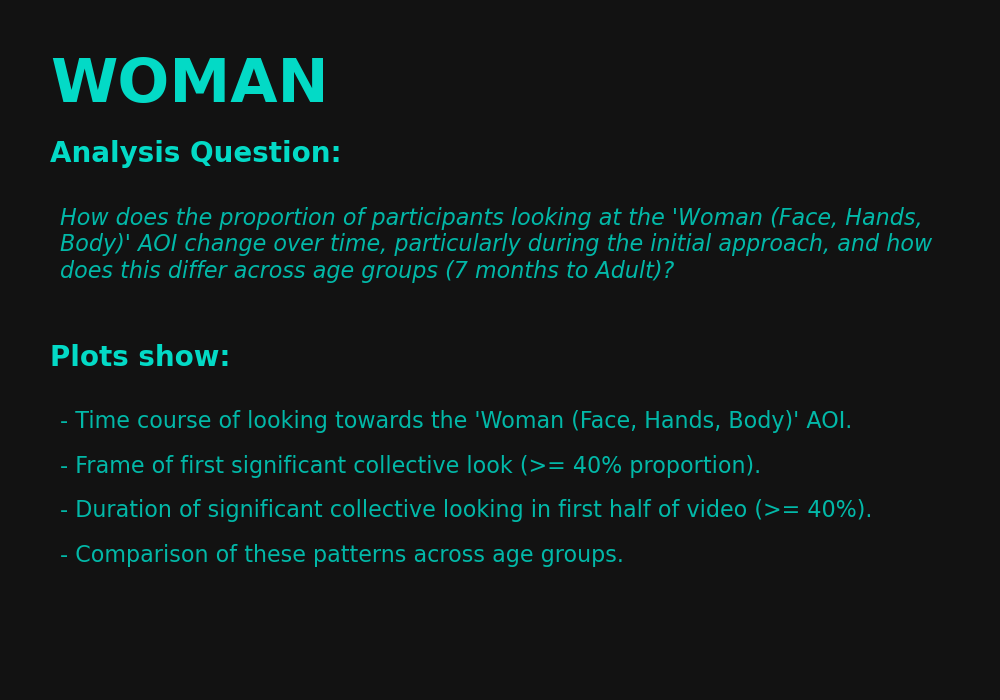 WOMAN
Analysis Question:
How does the proportion of participants looking at the 'Woman (Face, Hands,
Body)' AOI change over time, particularly during the initial approach, and how
does this differ across age groups (7 months to Adult)?
Plots show:
- Time course of looking towards the 'Woman (Face, Hands, Body)' AOI.
- Frame of first significant collective look (>= 40% proportion).
- Duration of significant collective looking in first half of video (>= 40%).
- Comparison of these patterns across age groups.